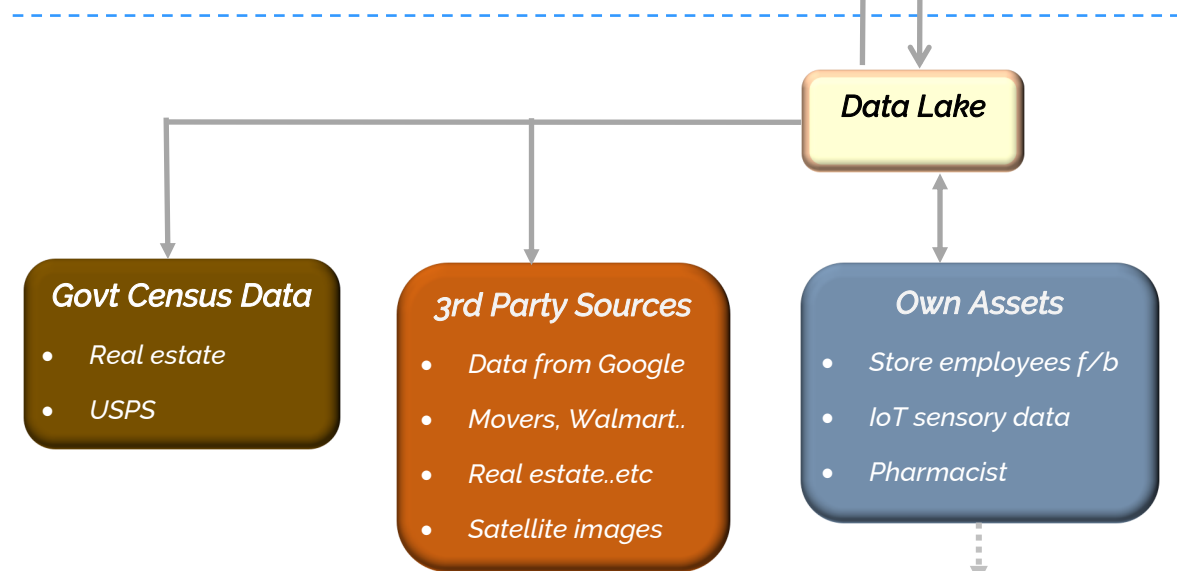 Data Lake
Govt Census Data
• Real estate
• USPS
3rd Party Sources
• Data from Google
• Movers, Walmart..
• Real estate..etc
• Satellite images
Own Assets
• Store employees f/b
• IoT sensory data
• Pharmacist